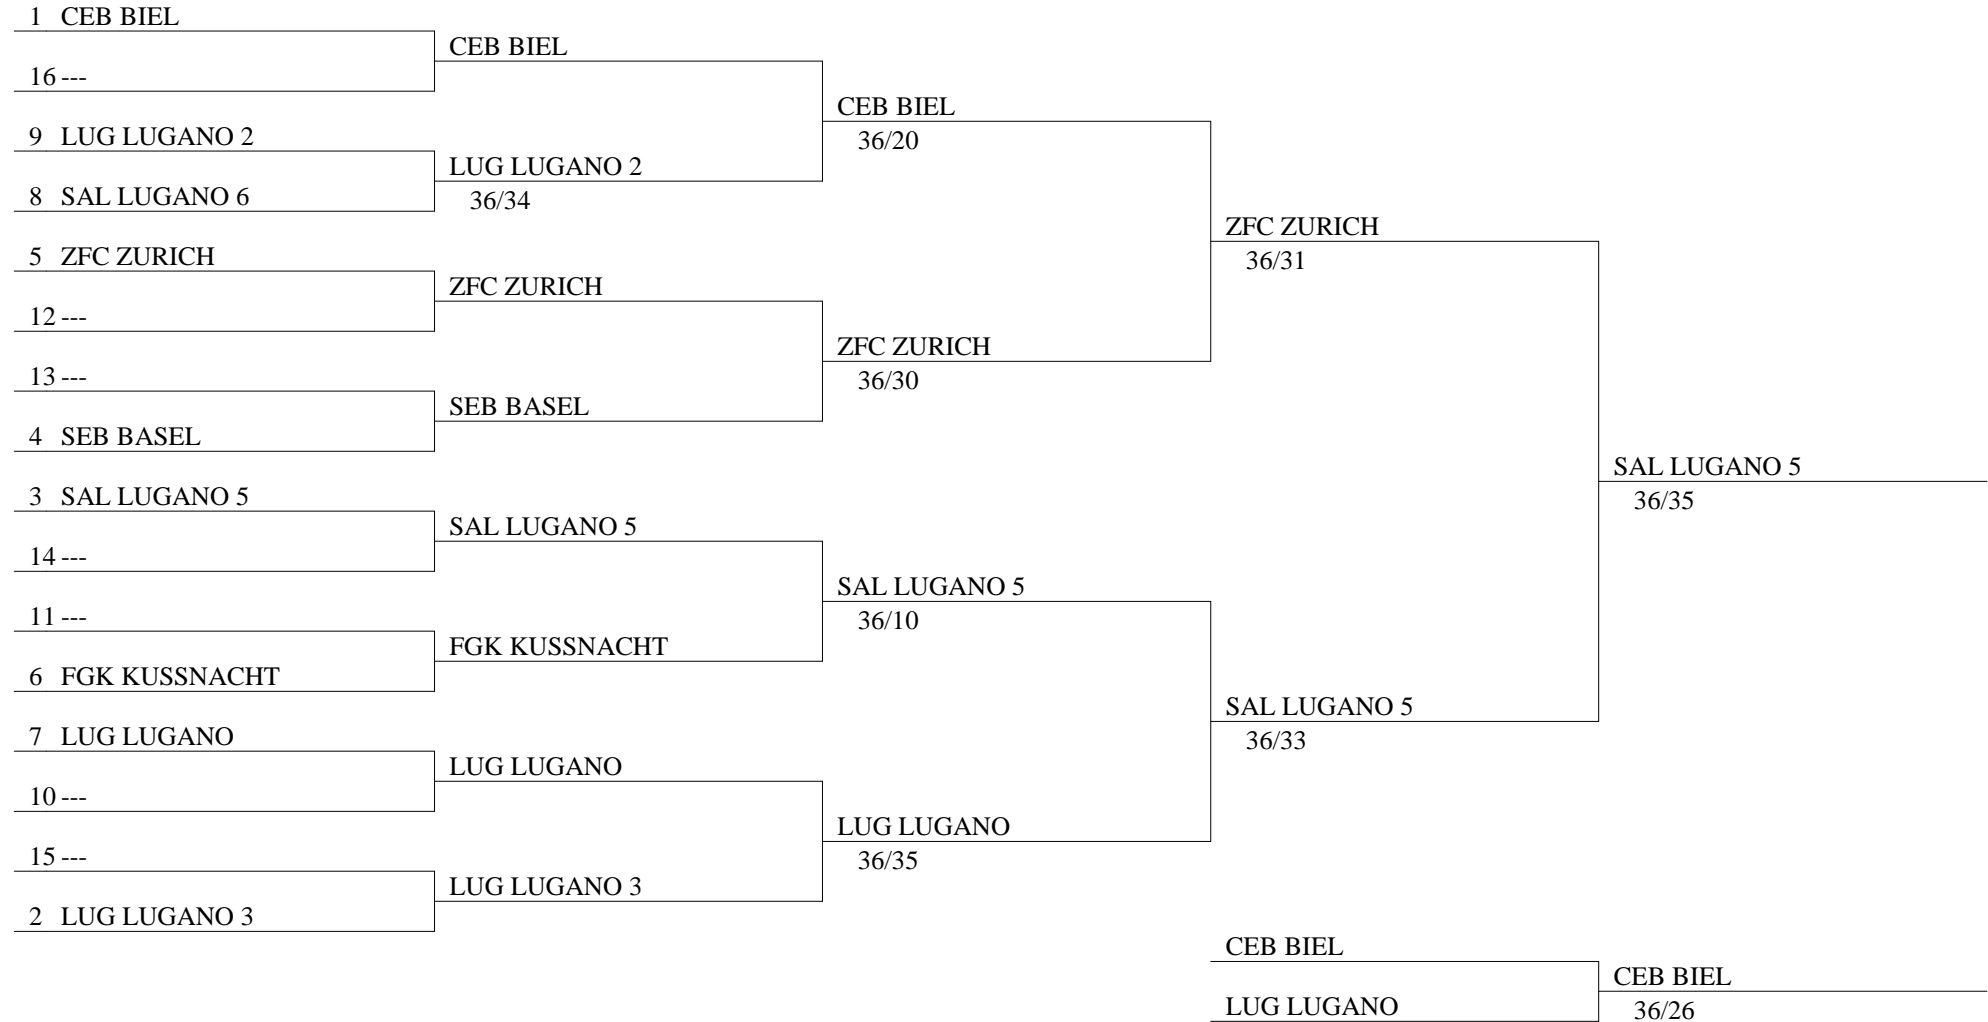 1 CEB BIEL
16 ---
9 LUG LUGANO 2
8 SAL LUGANO 6
5 ZFC ZURICH
12 ---
13 ---
4 SEB BASEL
3 SAL LUGANO 5
14 ---
11 ---
6 FGK KUSSNACHT
7 LUG LUGANO
10 ---
15 ---
2 LUG LUGANO 3
CEB BIEL
LUG LUGANO 2
36/34
ZFC ZURICH
SEB BASEL
SAL LUGANO 5
FGK KUSSNACHT
LUG LUGANO
LUG LUGANO 3
CEB BIEL
36/20
ZFC ZURICH
36/30
SAL LUGANO 5
36/10
LUG LUGANO
36/35
ZFC ZURICH
36/31
SAL LUGANO 5
36/33
SAL LUGANO 5
36/35
CEB BIEL
LUG LUGANO
CEB BIEL
36/26